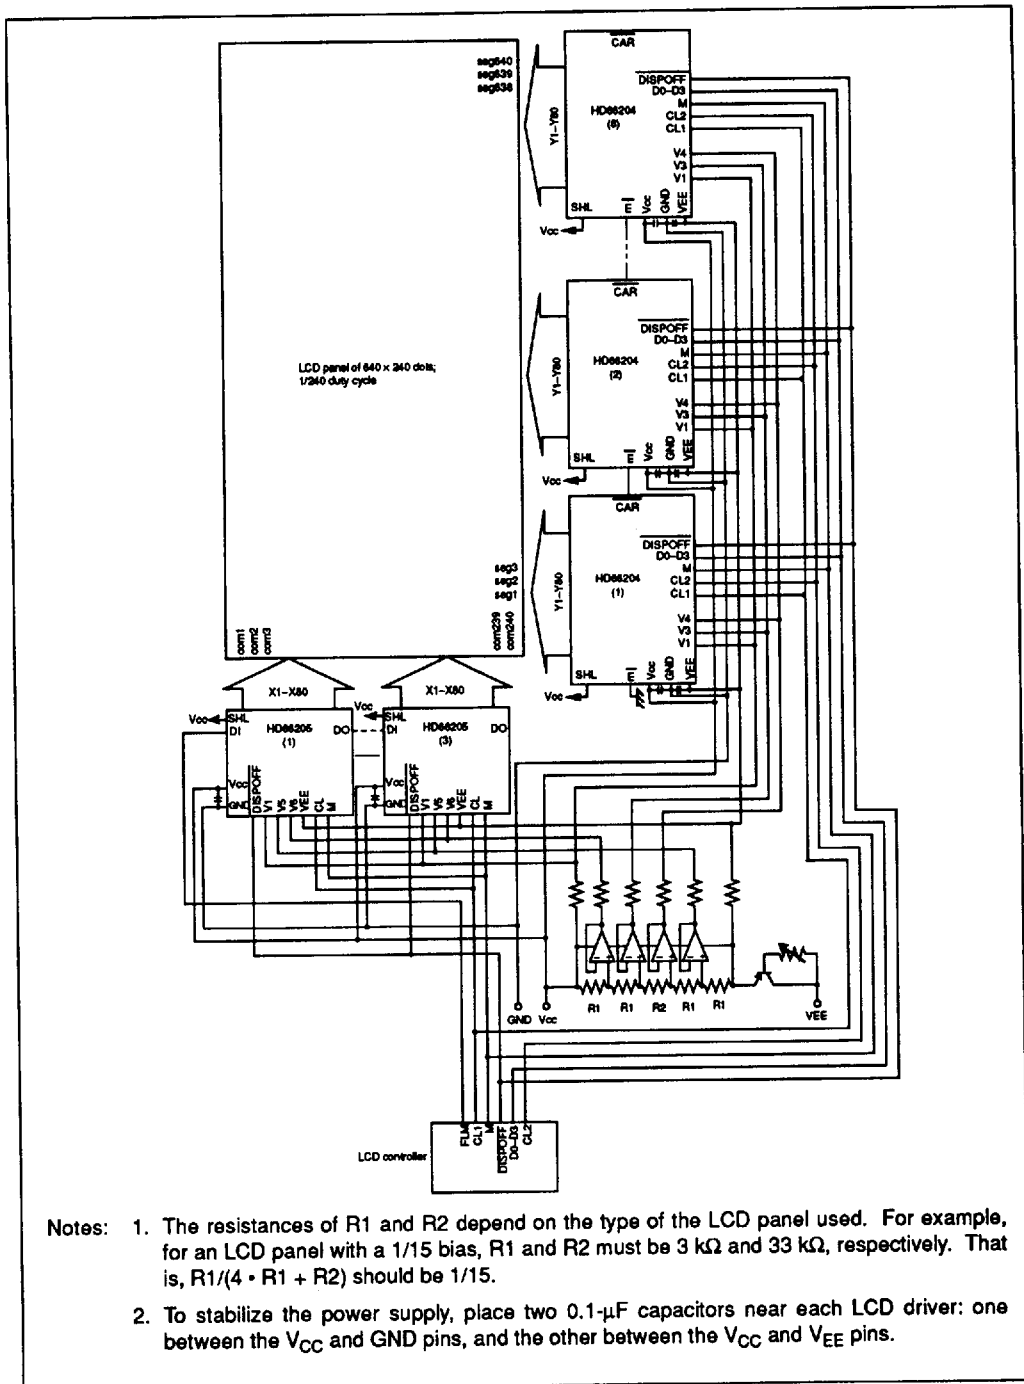 CAR
seg640
seg639
seg638
Y1–Y80
HD66204
(8)
DISPOFF
D0–D3
M
CL2
CL1
V4
V3
V1
SHL
E
Vcc
GND
VEE
Vcc
CAR
LCD panel of 640 × 240 dots;
1/240 duty cycle
Y1–Y80
HD66204
(2)
DISPOFF
D0–D3
M
CL2
CL1
V4
V3
V1
SHL
E
Vcc
GND
VEE
Vcc
CAR
seg3
seg2
seg1
Y1–Y80
HD66204
(1)
DISPOFF
D0–D3
M
CL2
CL1
V4
V3
V1
SHL
E
Vcc
GND
VEE
Vcc
com1
com2
com3
com239
com240
X1–X80
X1–X80
Vcc
SHL
DI
HD66205
(1)
DO
Vcc
GND
DISPOFF
V1
V5
V6
VEE
CL
M
Vcc
SHL
DI
HD66205
(3)
DO
Vcc
GND
DISPOFF
V1
V5
V6
VEE
CL
M
R1
R1
R2
R1
R1
GND
Vcc
VEE
LCD controller
FLM
CL1
M
DISPOFF
D0–D3
CL2
Notes: 1. The resistances of R1 and R2 depend on the type of the LCD panel used. For example,
for an LCD panel with a 1/15 bias, R1 and R2 must be 3 kΩ and 33 kΩ, respectively. That
is, R1/(4 • R1 + R2) should be 1/15.
2. To stabilize the power supply, place two 0.1-μF capacitors near each LCD driver: one
between the VCC and GND pins, and the other between the VCC and VEE pins.